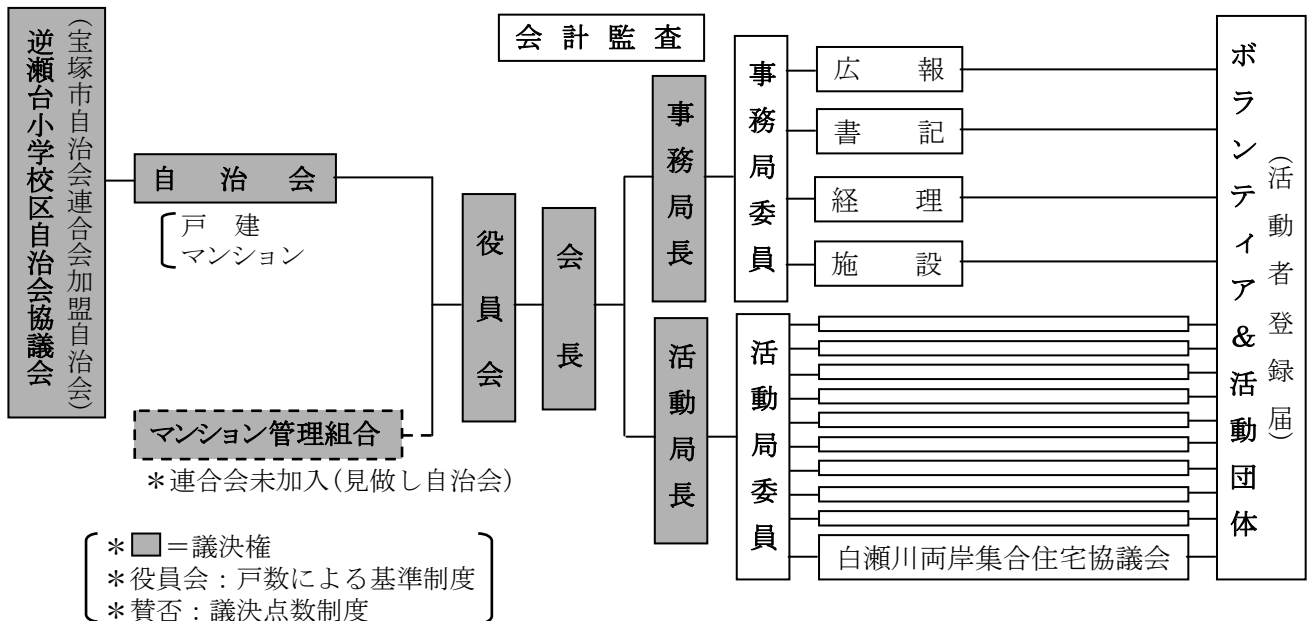 逆瀬台小学校区自治会協議会
(宝塚市自治会連合会加盟自治会)
自治会
戸建
マンション
マンション管理組合
*連合会未加入(見做し自治会)
*■=議決権
*役員会:戸数による基準制度
*賛否:議決点数制度
役員会
会長
会計監査
事務局長
事務局委員
広報
書記
経理
施設
活動局長
活動局委員
白瀬川両岸集合住宅協議会
ボランティア&活動団体
(活動者登録届)